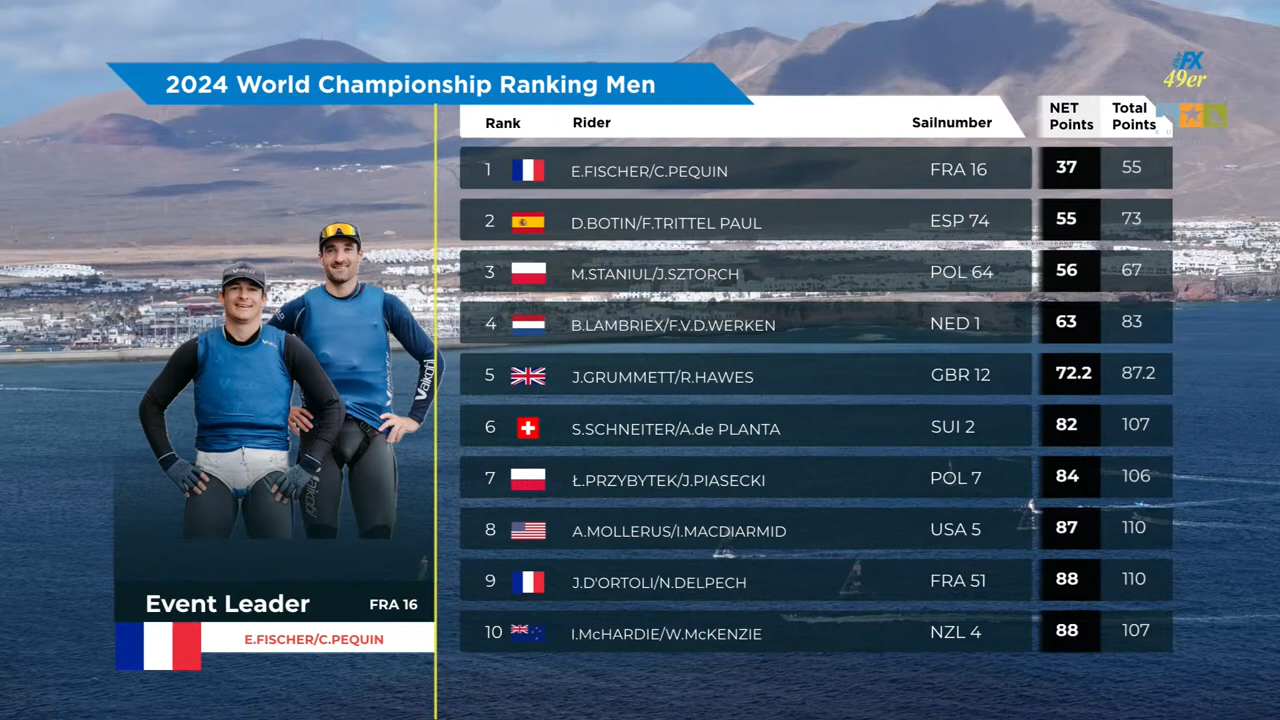 2024 World Championship Ranking Men
FX
49er
Rank Rider Sailnumber NET Points Total Points
1 E.FISCHER/C.PEQUIN FRA 16 37 55
2 D.BOTIN/F.TRITTEL PAUL ESP 74 55 73
3 M.STANIUL/J.SZTORCH POL 64 56 67
4 B.LAMBRIEX/F.V.D.WERKEN NED 1 63 83
5 J.GRUMMETT/R.HAWES GBR 12 72.2 87.2
6 S.SCHNEITER/A.de PLANTA SUI 2 82 107
7 Ł.PRZYBYTEK/J.PIASECKI POL 7 84 106
8 A.MOLLERUS/I.MACDIARMID USA 5 87 110
9 J.D'ORTOLI/N.DELPECH FRA 51 88 110
10 I.McHARDIE/W.McKENZIE NZL 4 88 107
Vaikobi
Event Leader FRA 16
E.FISCHER/C.PEQUIN